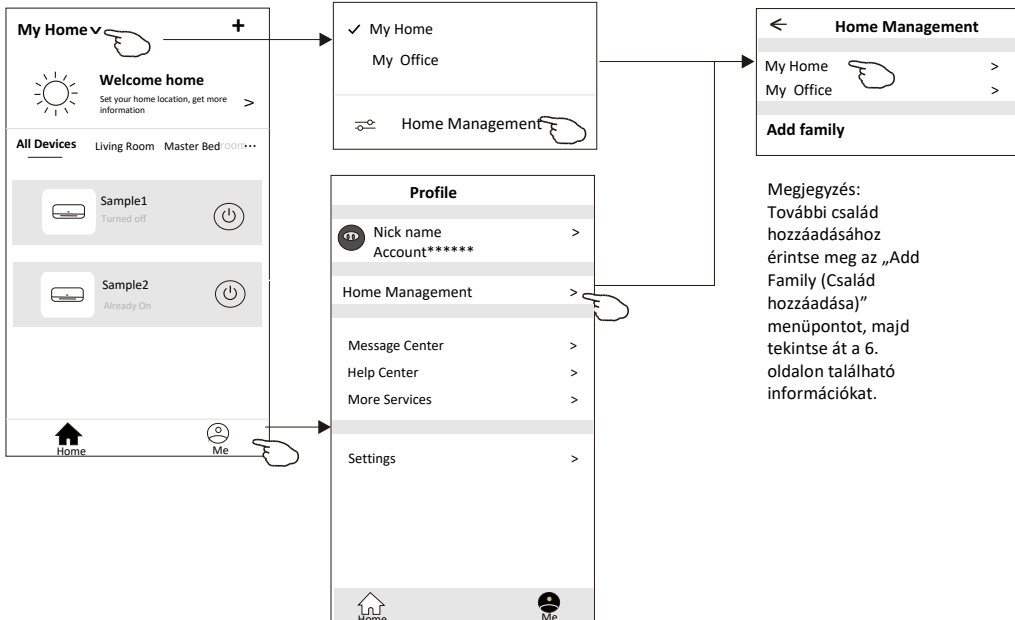 My Home
+
Welcome home
Set your home location, get more
information
>
All Devices Living Room Master Bedroom...
Sample1
Turned off
Sample2
Already On
Home Me
✓ My Home
My Office
Home Management
Profile
Nick name >
Account******
Home Management >
Message Center >
Help Center >
More Services >
Settings >
Home Me
Home Management
My Home >
My Office >
Add family
Megjegyzés:
További család
hozzáadásához
érintse meg az „Add
Family (Család
hozzáadása)”
menüpontot, majd
tekintse át a 6.
oldalon található
információkat.